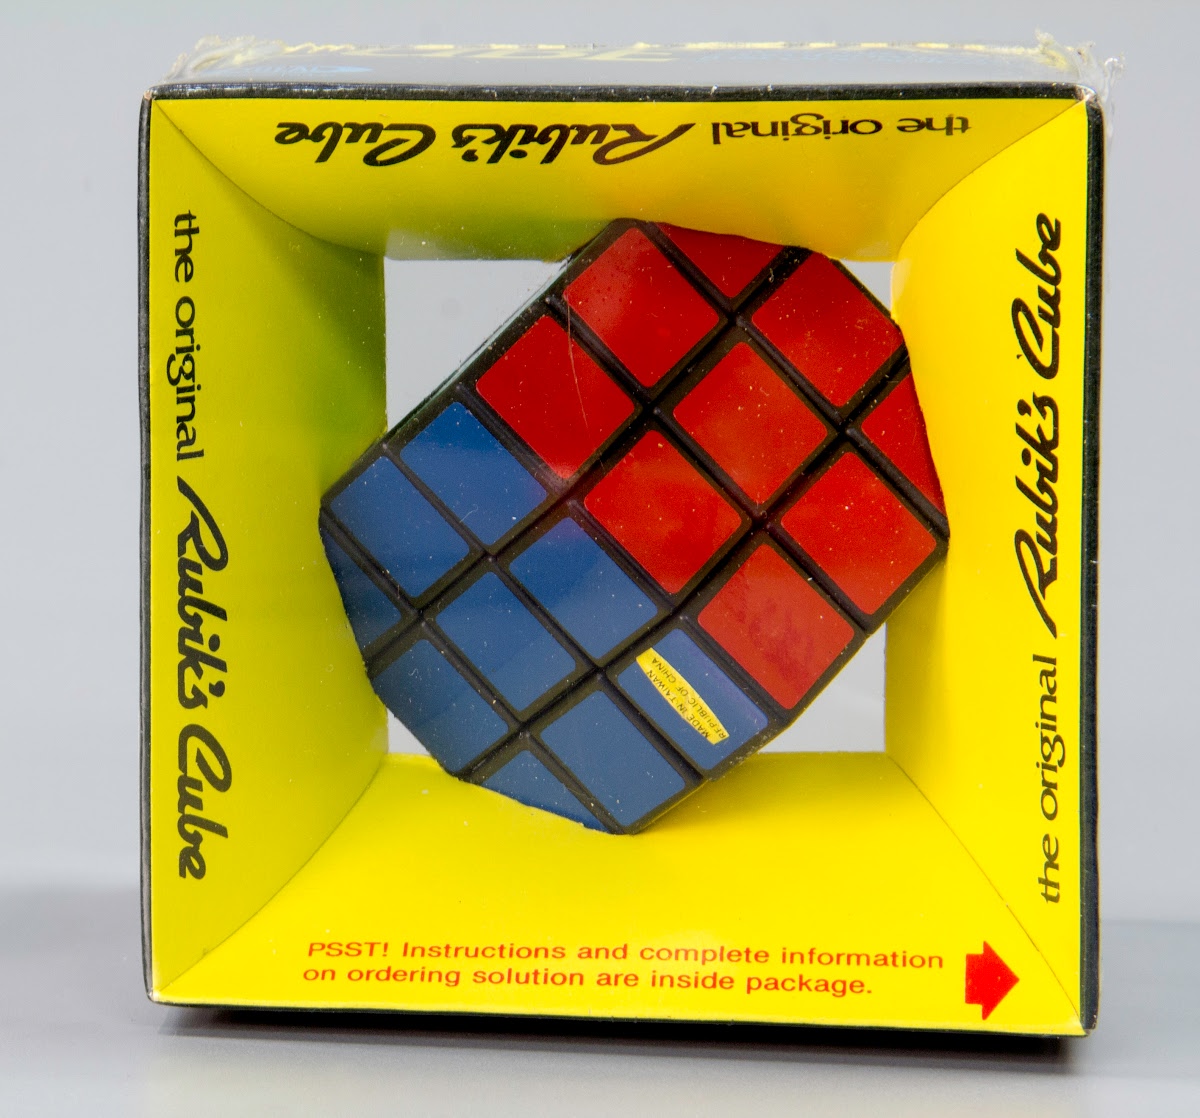 the original Rubik's Cube
the original Rubik's Cube
the original Rubik's Cube
MADE IN TAIWAN
REPUBLIC OF CHINA
PSST! Instructions and complete information
on ordering solution are inside package.